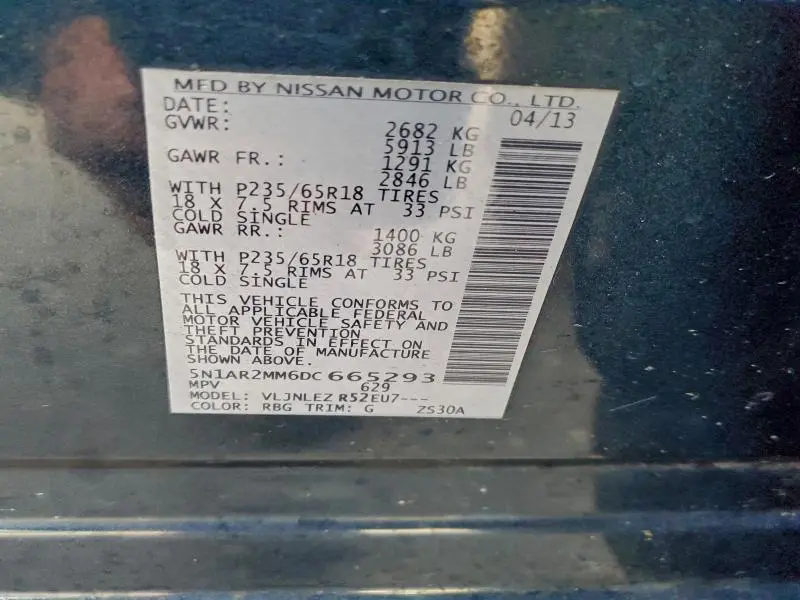 MFD BY NISSAN MOTOR CO., LTD.
DATE: 04/13
GVWR: 2682 KG
5913 LB
GAWR FR.: 1291 KG
2846 LB
WITH P235/65R18 TIRES
18 X 7.5 RIMS AT 33 PSI
COLD SINGLE
GAWR RR.: 1400 KG
3086 LB
WITH P235/65R18 TIRES
18 X 7.5 RIMS AT 33 PSI
COLD SINGLE
THIS VEHICLE CONFORMS TO
ALL APPLICABLE FEDERAL
MOTOR VEHICLE SAFETY AND
THEFT PREVENTION
STANDARDS IN EFFECT ON
THE DATE OF MANUFACTURE
SHOWN ABOVE.
5N1AR2MM6DC665293
MPV 629
MODEL: VLJNLEZ R52EU7---
COLOR: RBG TRIM: G ZS30A